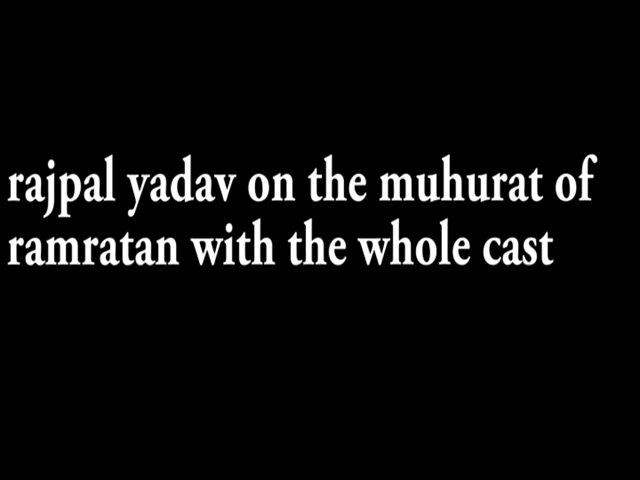 rajpal yadav on the muhurat of
ramratan with the whole cast